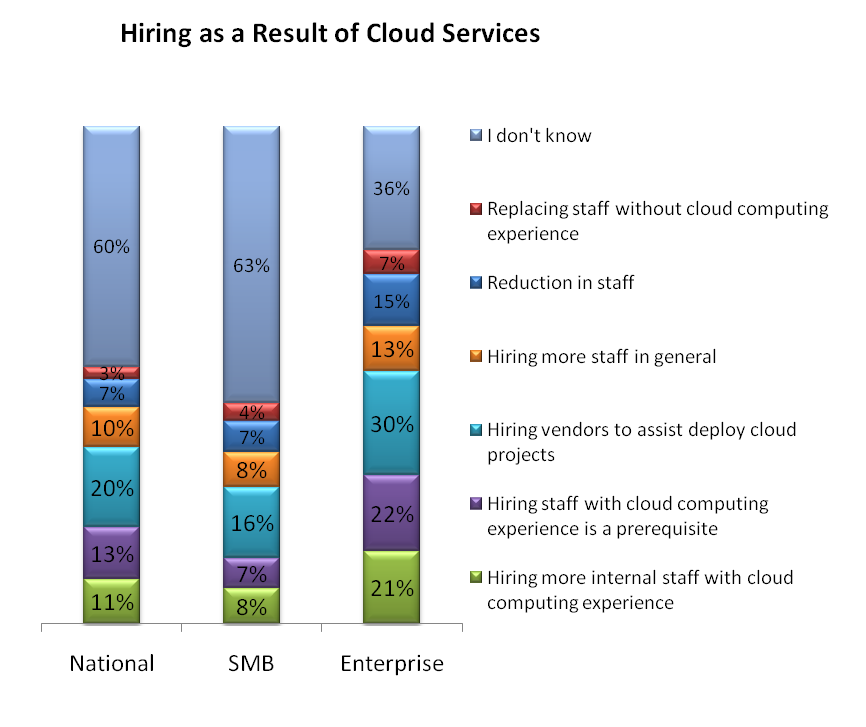 Hiring as a Result of Cloud Services
60%
3%
7%
10%
20%
13%
11%
National
63%
4%
7%
8%
16%
7%
8%
SMB
36%
7%
15%
13%
30%
22%
21%
Enterprise
I don't know
Replacing staff without cloud computing
experience
Reduction in staff
Hiring more staff in general
Hiring vendors to assist deploy cloud
projects
Hiring staff with cloud computing
experience is a prerequisite
Hiring more internal staff with cloud
computing experience